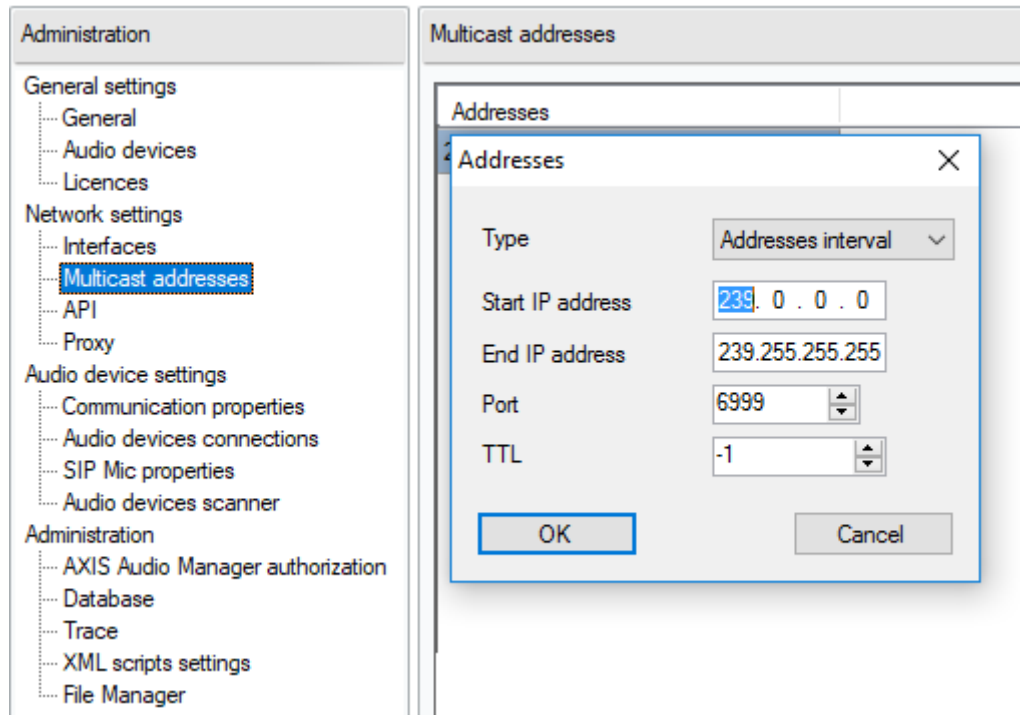 Administration
General settings
General
Audio devices
Licences
Network settings
Interfaces
Multicast addresses
API
Proxy
Audio device settings
Communication properties
Audio devices connections
SIP Mic properties
Audio devices scanner
Administration
AXIS Audio Manager authorization
Database
Trace
XML scripts settings
File Manager
Multicast addresses
Addresses
Addresses
Type Addresses interval
Start IP address 239. 0 . 0 . 0
End IP address 239.255.255.255
Port 6999
TTL -1
OK Cancel